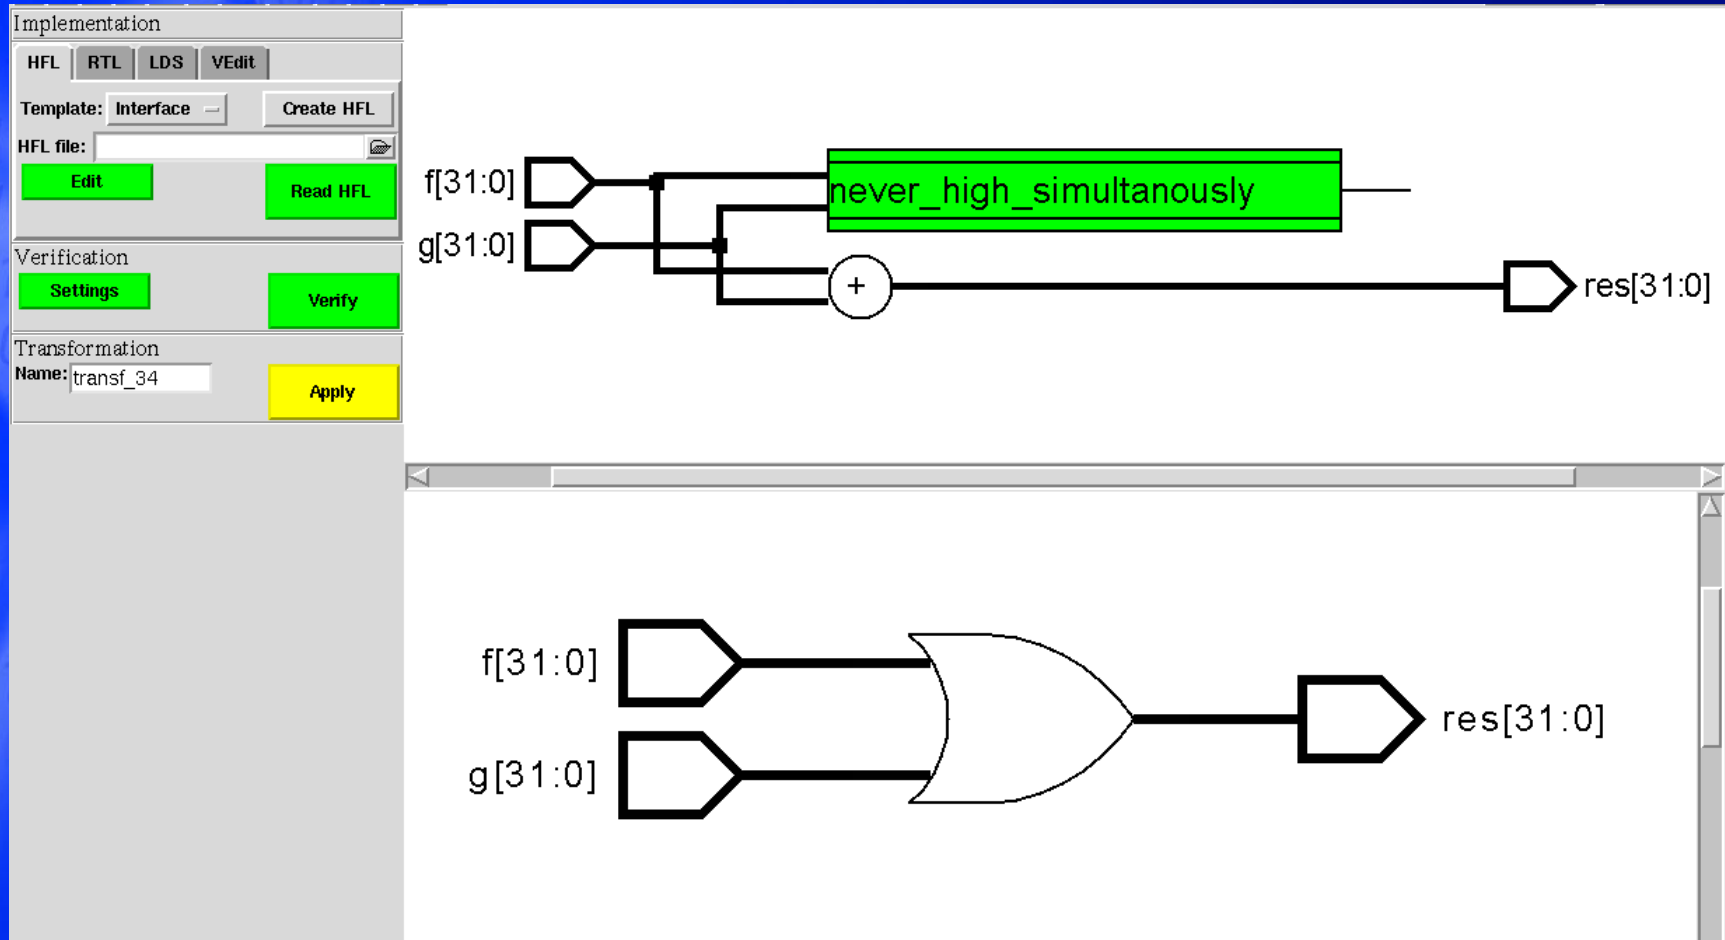 Implementation
HFL RTL LDS VEdit
Template: Interface Create HFL
HFL file:
Edit Read HFL
Verification
Settings Verify
Transformation
Name: transf_34 Apply
f[31:0]
never_high_simultanously
g[31:0]
+
res[31:0]
f[31:0]
g[31:0]
res[31:0]